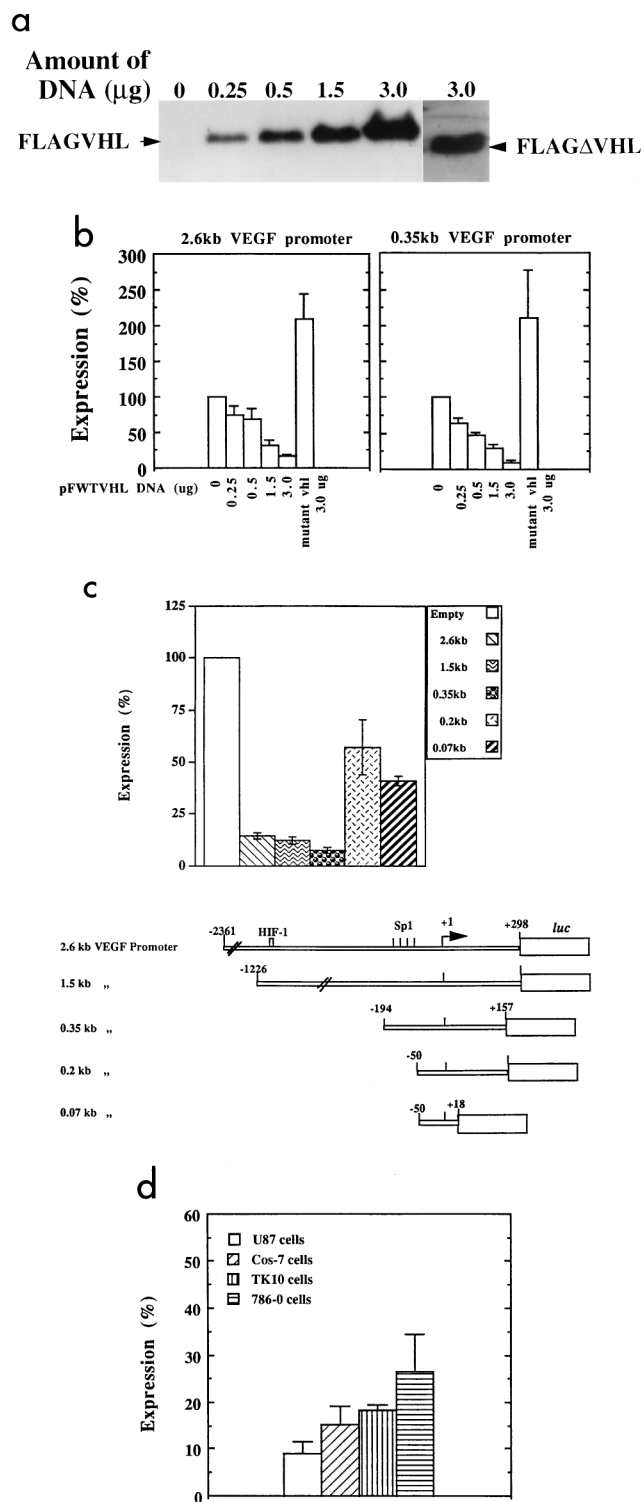 a
Amount of
DNA (µg) 0 0.25 0.5 1.5 3.0 3.0
FLAGVHL
FLAGΔVHL
b
2.6kb VEGF promoter 0.35kb VEGF promoter
Expression (%)
300
250
200
150
100
50
0
pFWTVHL DNA (ug)
0
0.25
0.5
1.5
3.0
mutant vhl
3.0 ug
0
0.25
0.5
1.5
3.0
mutant vhl
3.0 ug
c
Expression (%)
125
100
75
50
25
0
Empty
2.6kb
1.5kb
0.35kb
0.2kb
0.07kb
-2361 HIF-1 Sp1 +1 +298 luc
2.6 kb VEGF Promoter
-1226
1.5 kb „
-194 +157
0.35 kb „
-50
0.2 kb „
-50 +18
0.07 kb „
d
Expression (%)
60
50
40
30
20
10
0
U87 cells
Cos-7 cells
TK10 cells
786-0 cells